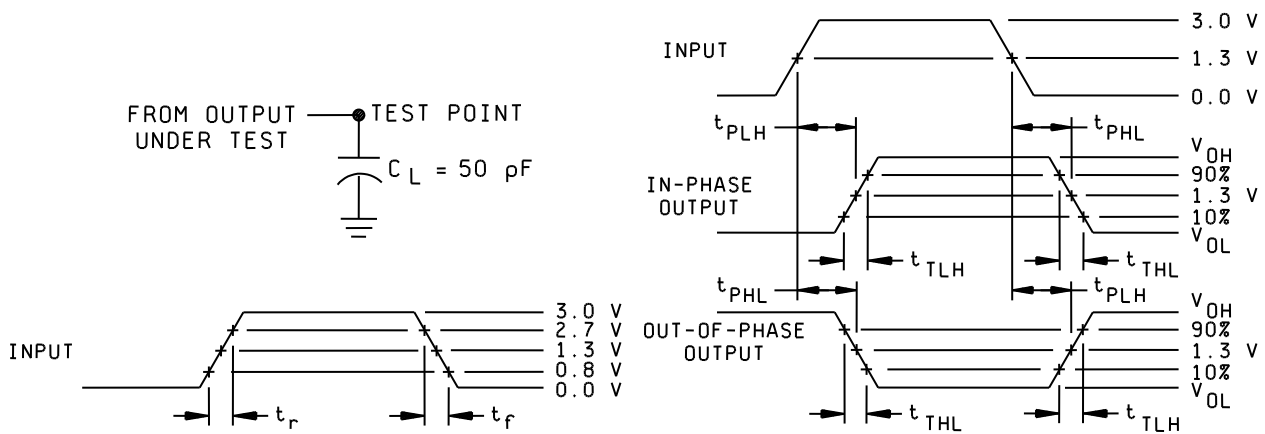 FROM OUTPUT
UNDER TEST
TEST POINT
C L = 50 pF
INPUT
3.0 V
2.7 V
1.3 V
0.8 V
0.0 V
t r
t f
INPUT
3.0 V
1.3 V
0.0 V
t PLH
t PHL
IN-PHASE
OUTPUT
V OH
90%
1.3 V
10%
V OL
t TLH
t THL
t PHL
t PLH
OUT-OF-PHASE
OUTPUT
V OH
90%
1.3 V
10%
V OL
t THL
t TLH